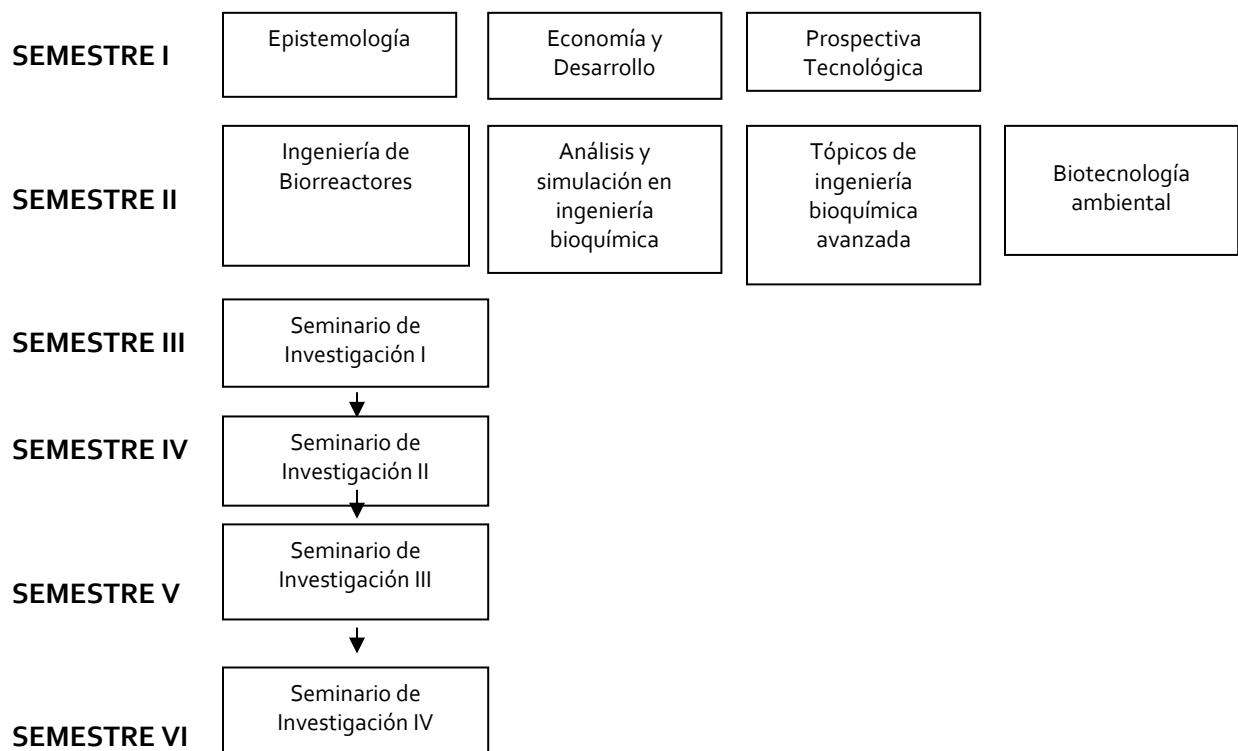 SEMESTRE I
Epistemología
Economía y
Desarrollo
Prospectiva
Tecnológica
SEMESTRE II
Ingeniería de
Biorreactores
Análisis y
simulación en
ingeniería
bioquímica
Tópicos de
ingeniería
bioquímica
avanzada
Biotecnología
ambiental
SEMESTRE III
Seminario de
Investigación I
SEMESTRE IV
Seminario de
Investigación II
SEMESTRE V
Seminario de
Investigación III
SEMESTRE VI
Seminario de
Investigación IV